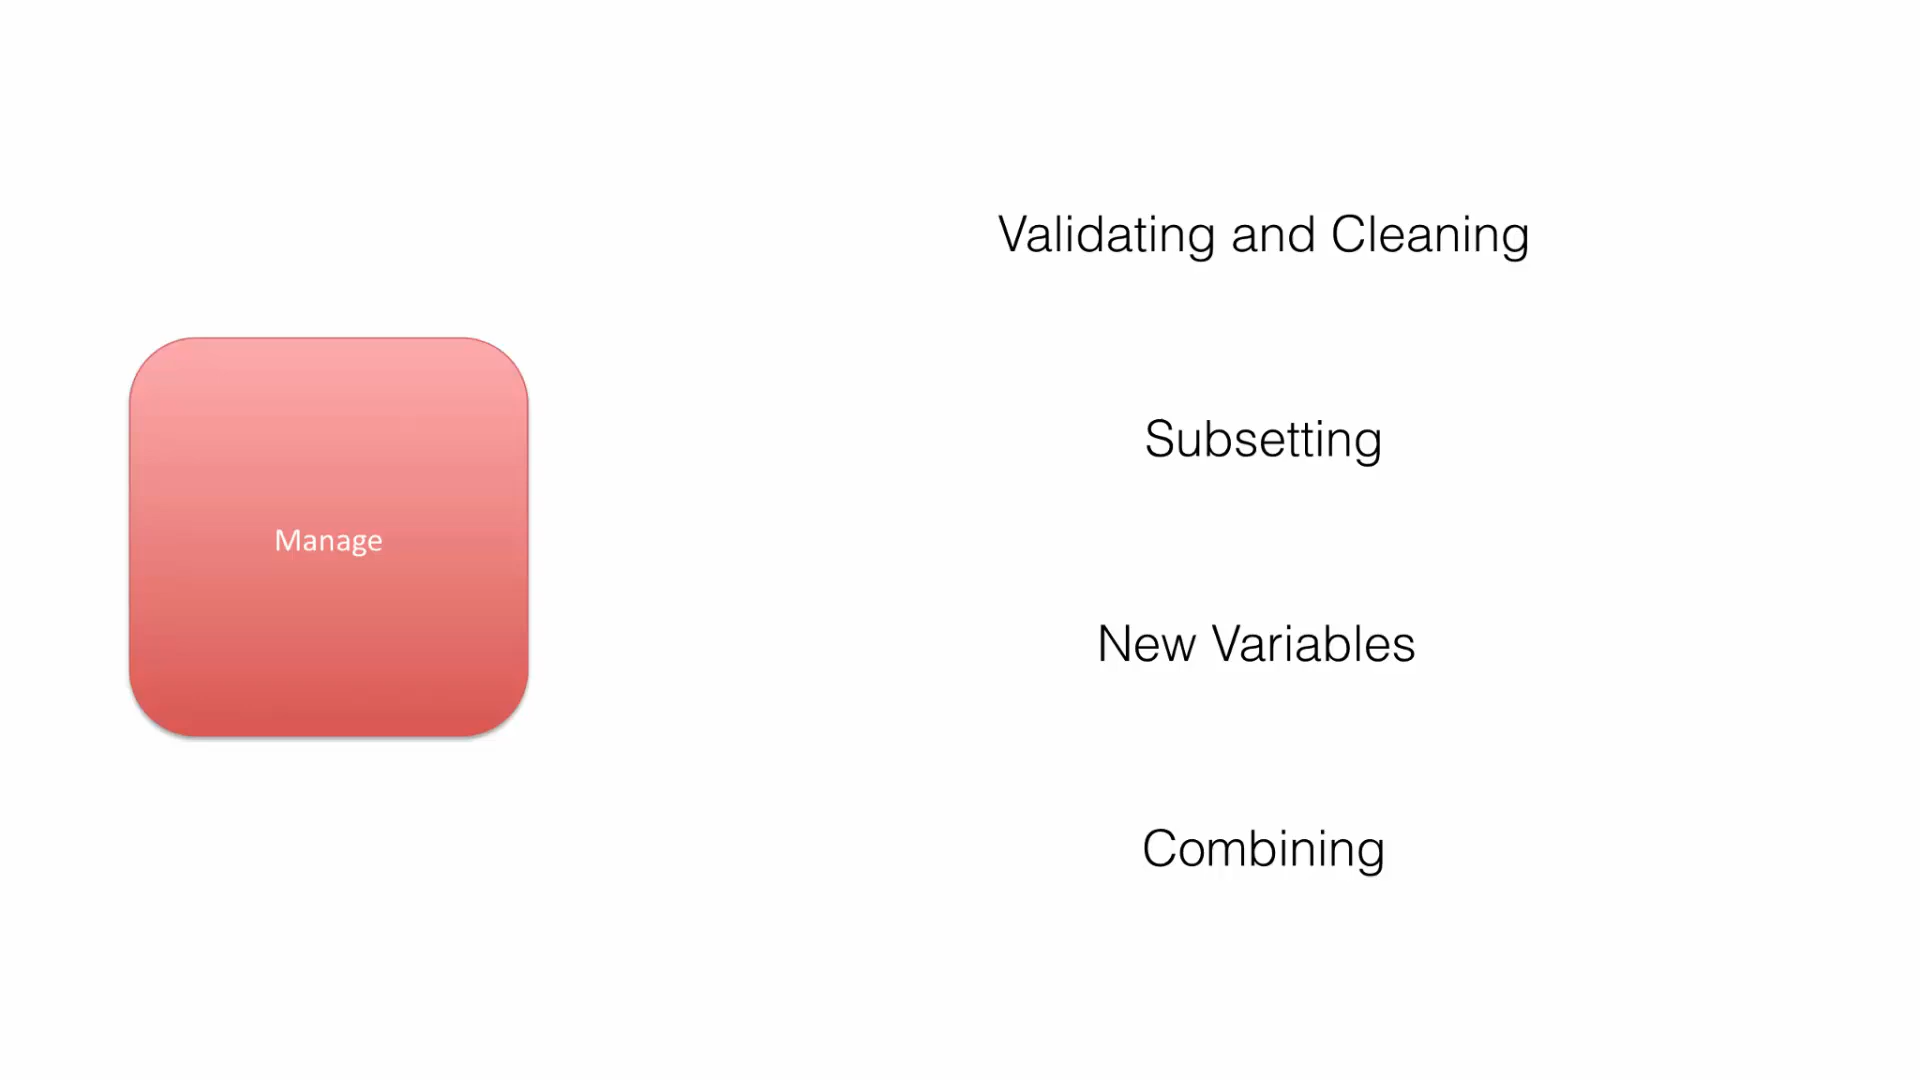 Validating and Cleaning
Subsetting
Manage
New Variables
Combining